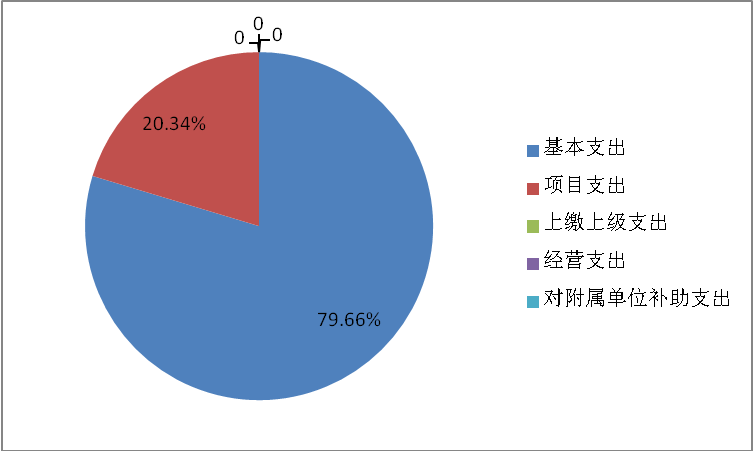 0
0
0
20.34%
79.66%
基本支出
项目支出
上缴上级支出
经营支出
对附属单位补助支出